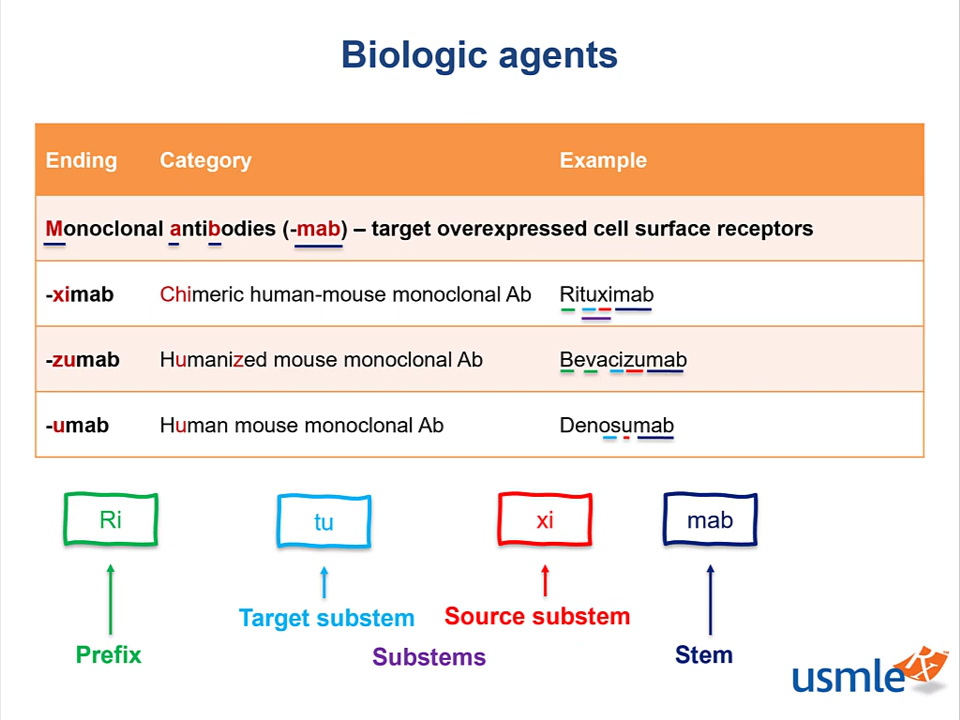 Biologic agents
Ending Category Example
Monoclonal antibodies (-mab) – target overexpressed cell surface receptors
-ximab Chimeric human-mouse monoclonal Ab Rituximab
-zumab Humanized mouse monoclonal Ab Bevacizumab
-umab Human mouse monoclonal Ab Denosumab
Ri tu xi mab
Target substem Source substem
Prefix Substems Stem
usmle Rx™